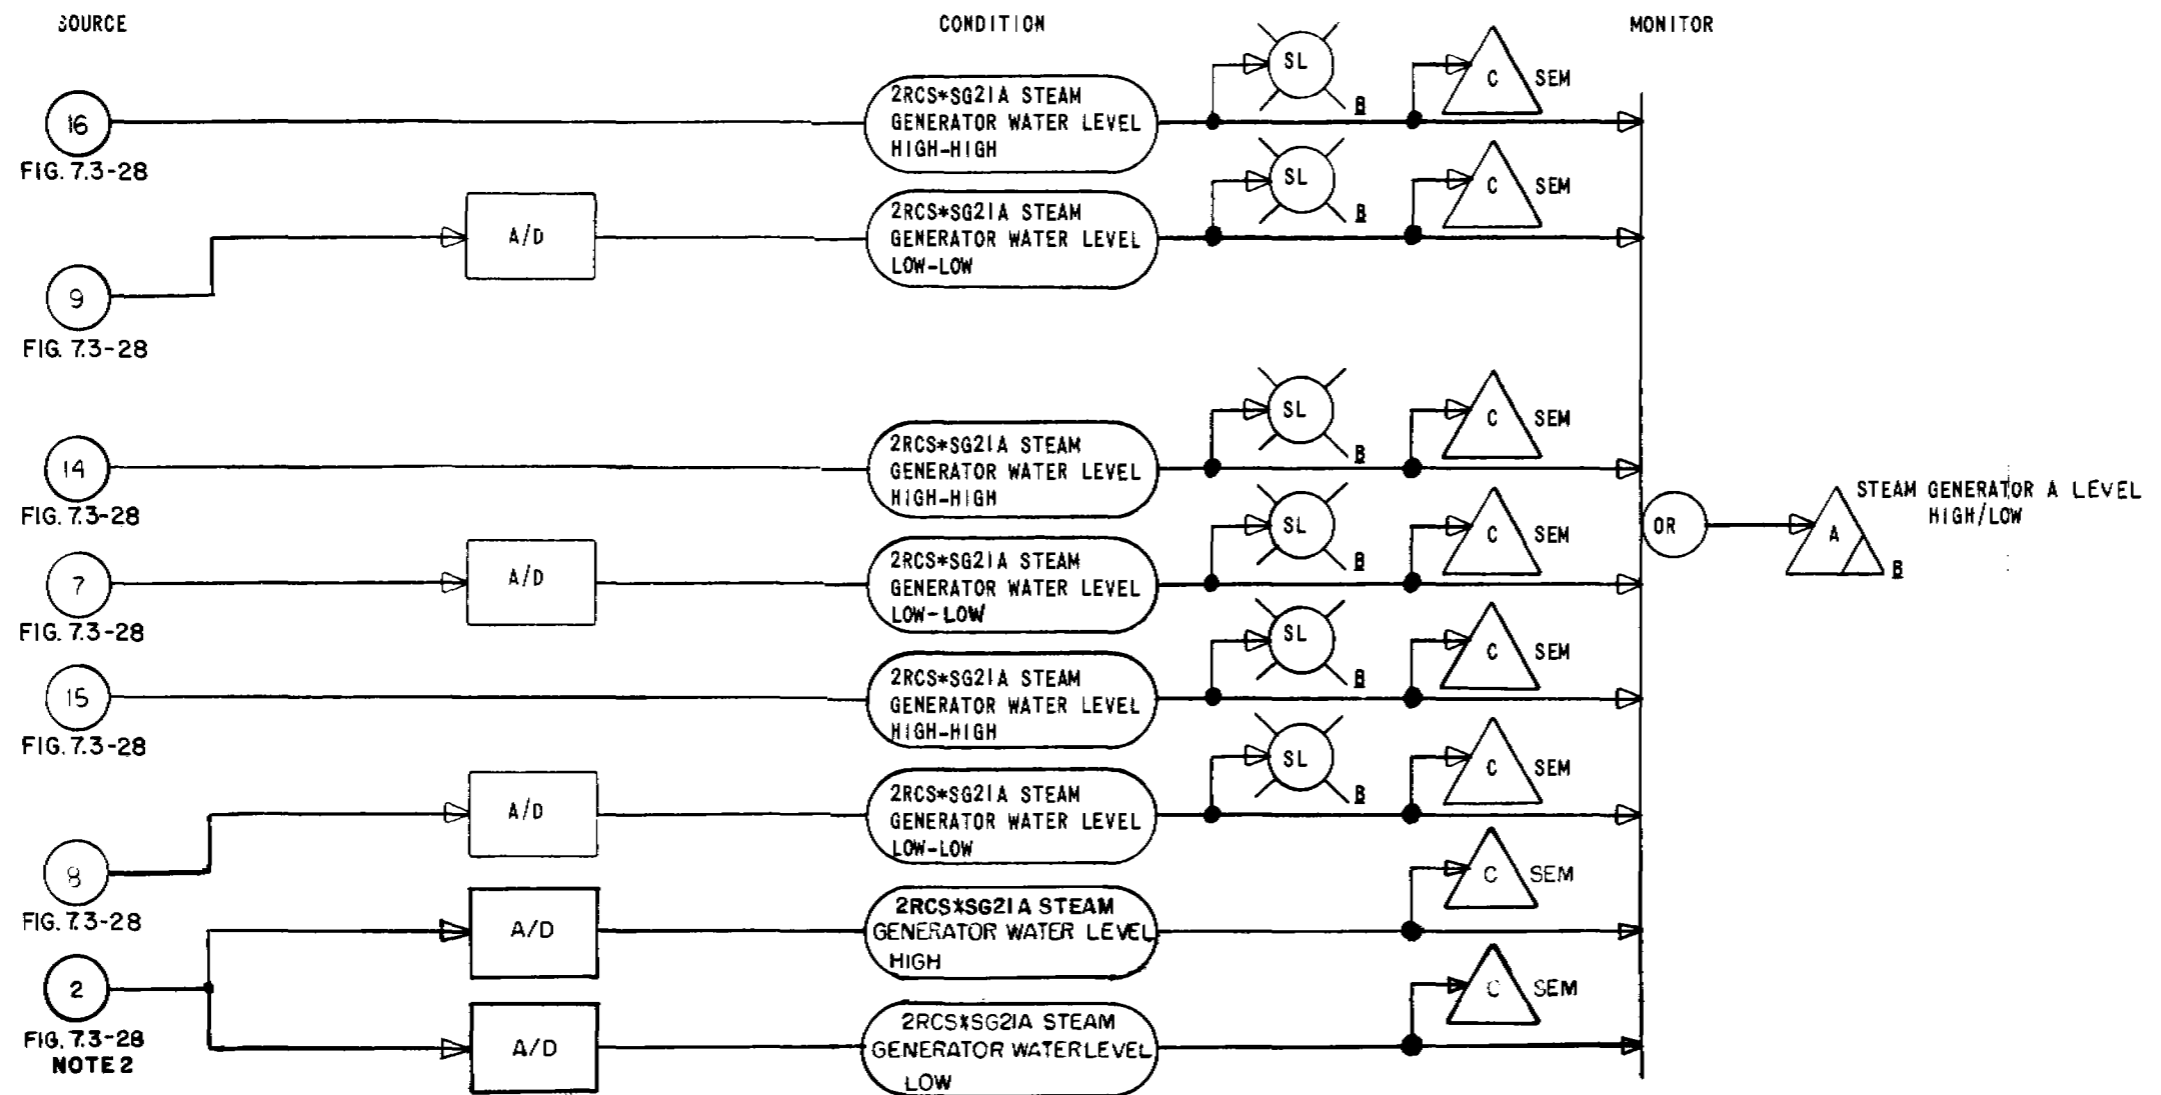 SOURCE CONDITION MONITOR
16
FIG. 7.3-28
2RCS*SG21A STEAM
GENERATOR WATER LEVEL
HIGH-HIGH
SL
B
C
SEM
9
FIG. 7.3-28
A/D
2RCS*SG21A STEAM
GENERATOR WATER LEVEL
LOW-LOW
SL
B
C
SEM
14
FIG. 7.3-28
2RCS*SG21A STEAM
GENERATOR WATER LEVEL
HIGH-HIGH
SL
B
C
SEM
OR
A
B
STEAM GENERATOR A LEVEL
HIGH/LOW
7
FIG. 7.3-28
A/D
2RCS*SG21A STEAM
GENERATOR WATER LEVEL
LOW-LOW
SL
B
C
SEM
15
FIG. 7.3-28
2RCS*SG21A STEAM
GENERATOR WATER LEVEL
HIGH-HIGH
SL
B
C
SEM
8
FIG. 7.3-28
A/D
2RCS*SG21A STEAM
GENERATOR WATER LEVEL
LOW-LOW
SL
B
C
SEM
2
FIG. 7.3-28
NOTE 2
A/D
2RCS*SG21A STEAM
GENERATOR WATER LEVEL
HIGH
C
SEM
A/D
2RCS*SG21A STEAM
GENERATOR WATER LEVEL
LOW
C
SEM